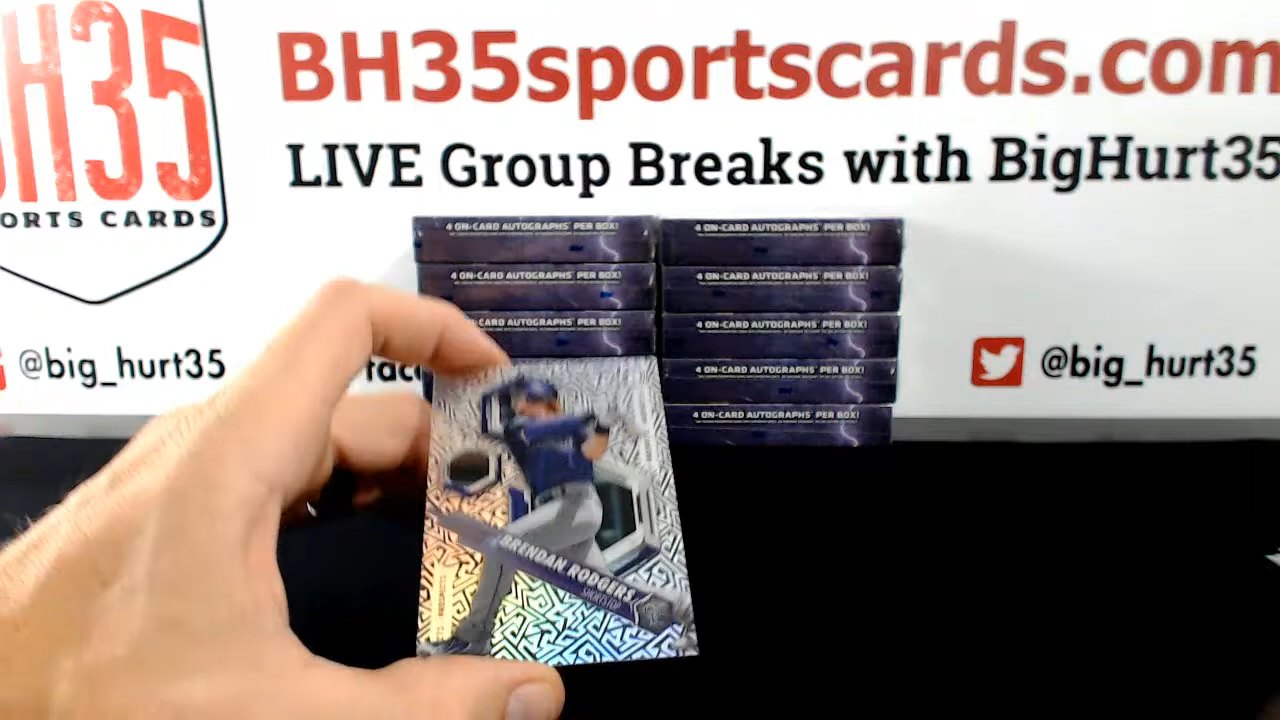 BH35sportscards.com
LIVE Group Breaks with BigHurt35
H35
ORTS CARDS
@big_hurt35
fac
@big_hurt35
4 ON-CARD AUTOGRAPHS PER BOX!
4 ON-CARD AUTOGRAPHS PER BOX!
4 ON-CARD AUTOGRAPHS PER BOX!
4 ON-CARD AUTOGRAPHS PER BOX!
CARD AUTOGRAPHS PER BOX!
4 ON-CARD AUTOGRAPHS PER BOX!
4 ON-CARD AUTOGRAPHS PER BOX!
4 ON-CARD AUTOGRAPHS PER BOX!
BRENDAN RODGERS
SHORTSTOP
PROSPECTS